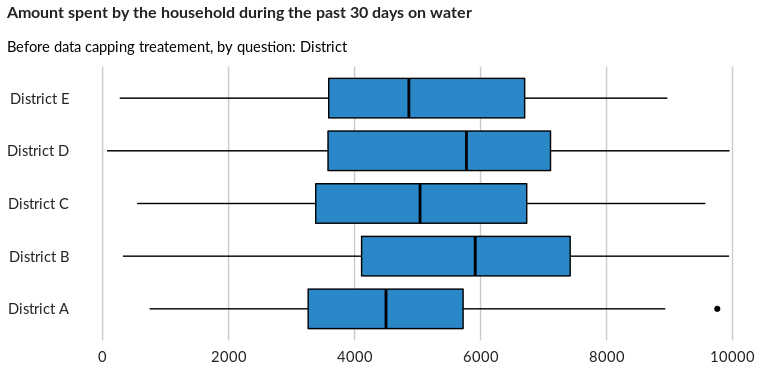 Amount spent by the household during the past 30 days on water
Before data capping treatement, by question: District
District E
District D
District C
District B
District A
0 2000 4000 6000 8000 10000